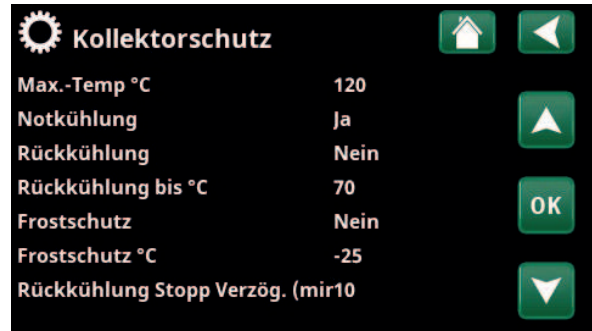 Kollektorschutz
Max.-Temp °C 120
Notkühlung Ja
Rückkühlung Nein
Rückkühlung bis °C 70
Frostschutz Nein
Frostschutz °C -25
Rückkühlung Stopp Verzög. (mir10
OK